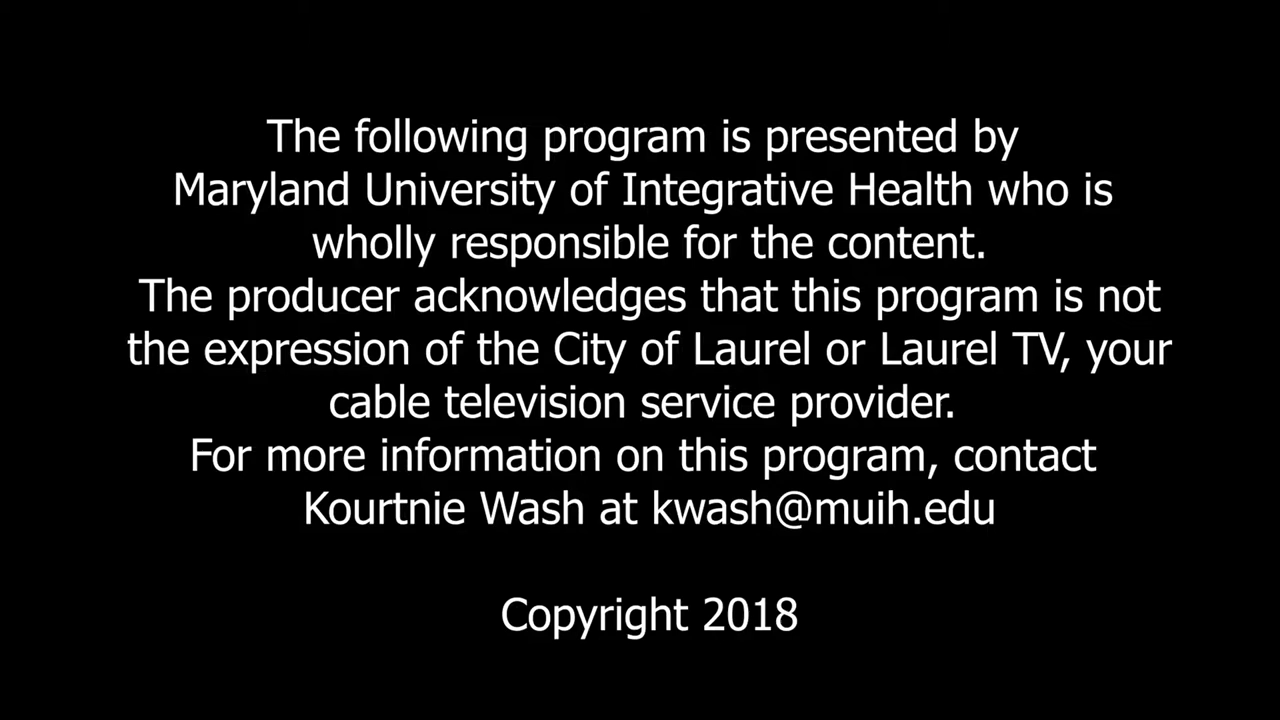 The following program is presented by
Maryland University of Integrative Health who is
wholly responsible for the content.
The producer acknowledges that this program is not
the expression of the City of Laurel or Laurel TV, your
cable television service provider.
For more information on this program, contact
Kourtnie Wash at kwash@muih.edu
Copyright 2018